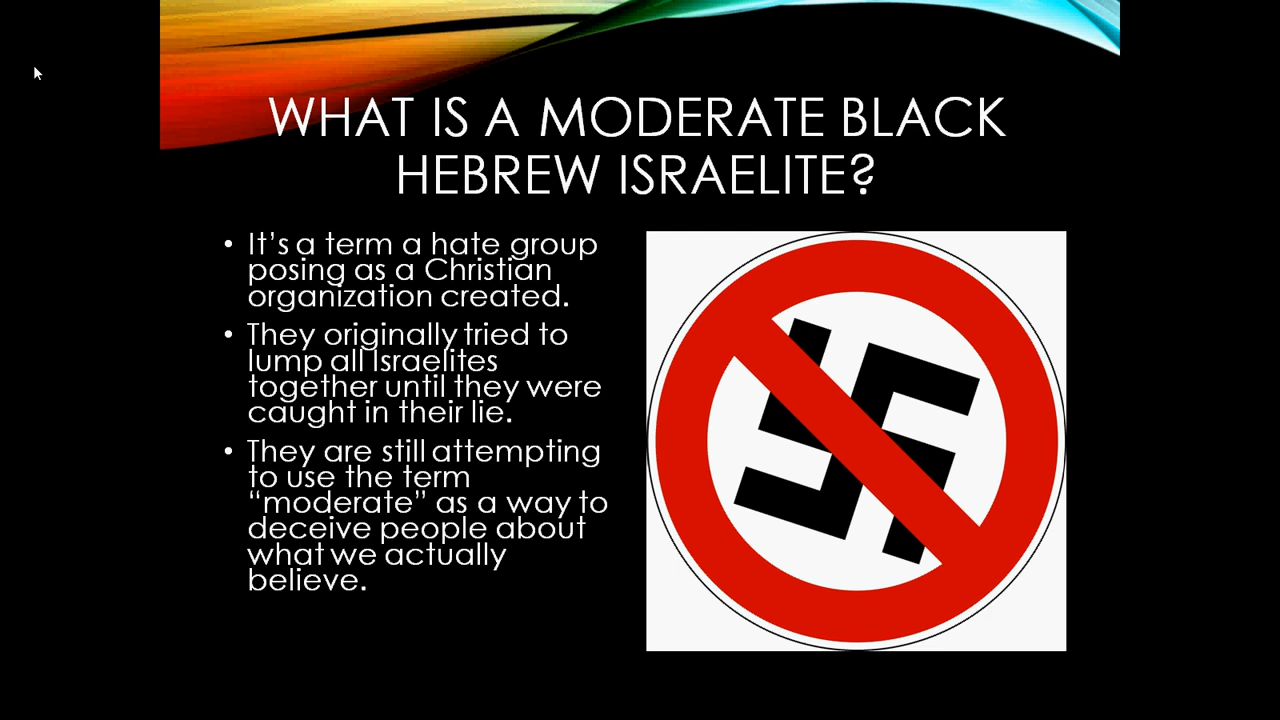 WHAT IS A MODERATE BLACK
HEBREW ISRAELITE?
• It's a term a hate group
posing as a Christian
organization created.
• They originally tried to
lump all Israelites
together until they were
caught in their lie.
• They are still attempting
to use the term
“moderate” as a way to
deceive people about
what we actually
believe.